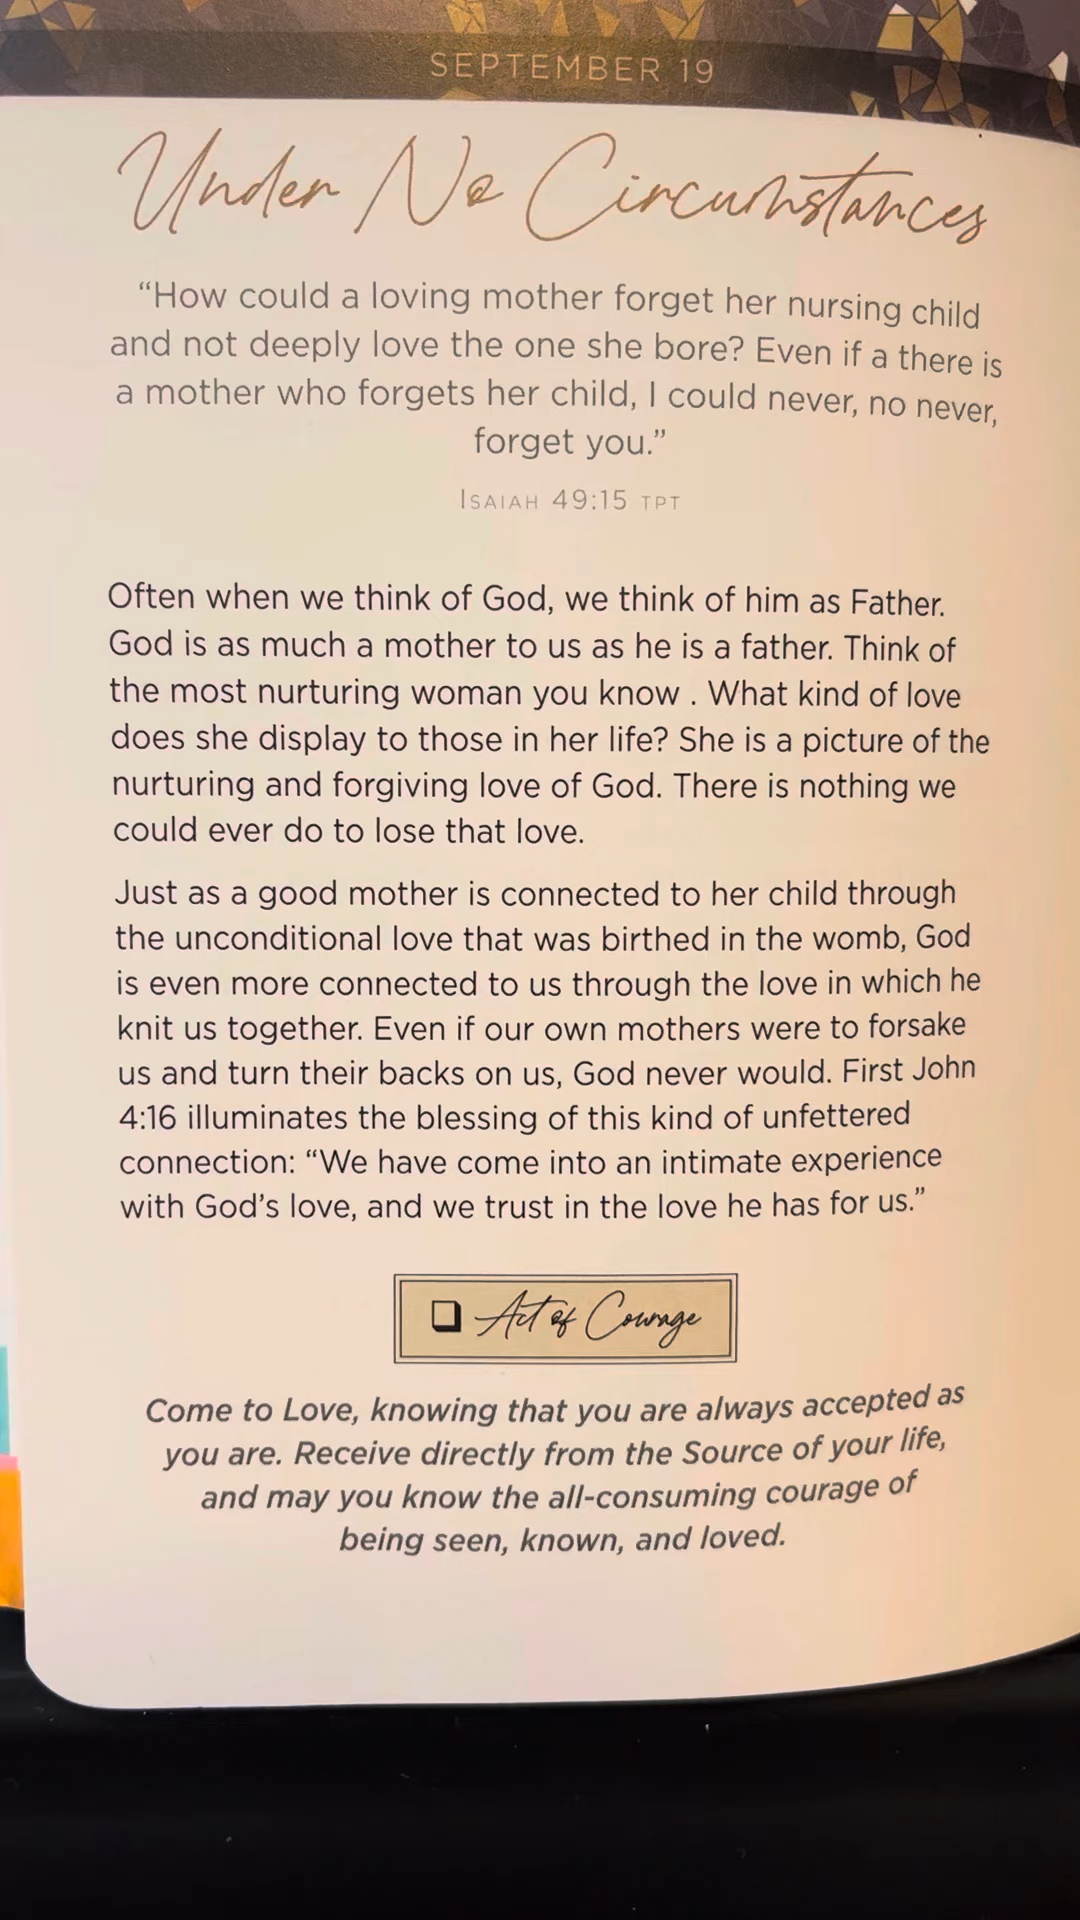 SEPTEMBER 19
Under No Circumstances
“How could a loving mother forget her nursing child
and not deeply love the one she bore? Even if a there is
a mother who forgets her child, I could never, no never,
forget you.”
ISAIAH 49:15 TPT
Often when we think of God, we think of him as Father.
God is as much a mother to us as he is a father. Think of
the most nurturing woman you know . What kind of love
does she display to those in her life? She is a picture of the
nurturing and forgiving love of God. There is nothing we
could ever do to lose that love.
Just as a good mother is connected to her child through
the unconditional love that was birthed in the womb, God
is even more connected to us through the love in which he
knit us together. Even if our own mothers were to forsake
us and turn their backs on us, God never would. First John
4:16 illuminates the blessing of this kind of unfettered
connection: “We have come into an intimate experience
with God’s love, and we trust in the love he has for us.”
❑ Act of Courage
Come to Love, knowing that you are always accepted as
you are. Receive directly from the Source of your life,
and may you know the all-consuming courage of
being seen, known, and loved.